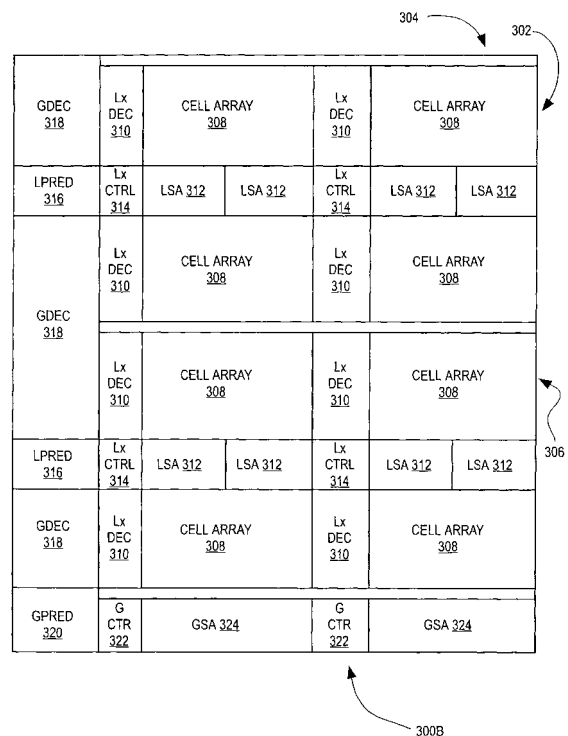 304
302
GDEC
318
Lx
DEC
310
CELL ARRAY
308
Lx
DEC
310
CELL ARRAY
308
LPRED
316
Lx
CTRL
314
LSA 312
LSA 312
Lx
CTRL
314
LSA 312
LSA 312
GDEC
318
Lx
DEC
310
CELL ARRAY
308
Lx
DEC
310
CELL ARRAY
308
Lx
DEC
310
CELL ARRAY
308
Lx
DEC
310
CELL ARRAY
308
306
LPRED
316
Lx
CTRL
314
LSA 312
LSA 312
Lx
CTRL
314
LSA 312
LSA 312
GDEC
318
Lx
DEC
310
CELL ARRAY
308
Lx
DEC
310
CELL ARRAY
308
GPRED
320
G
CTR
322
GSA 324
G
CTR
322
GSA 324
300B